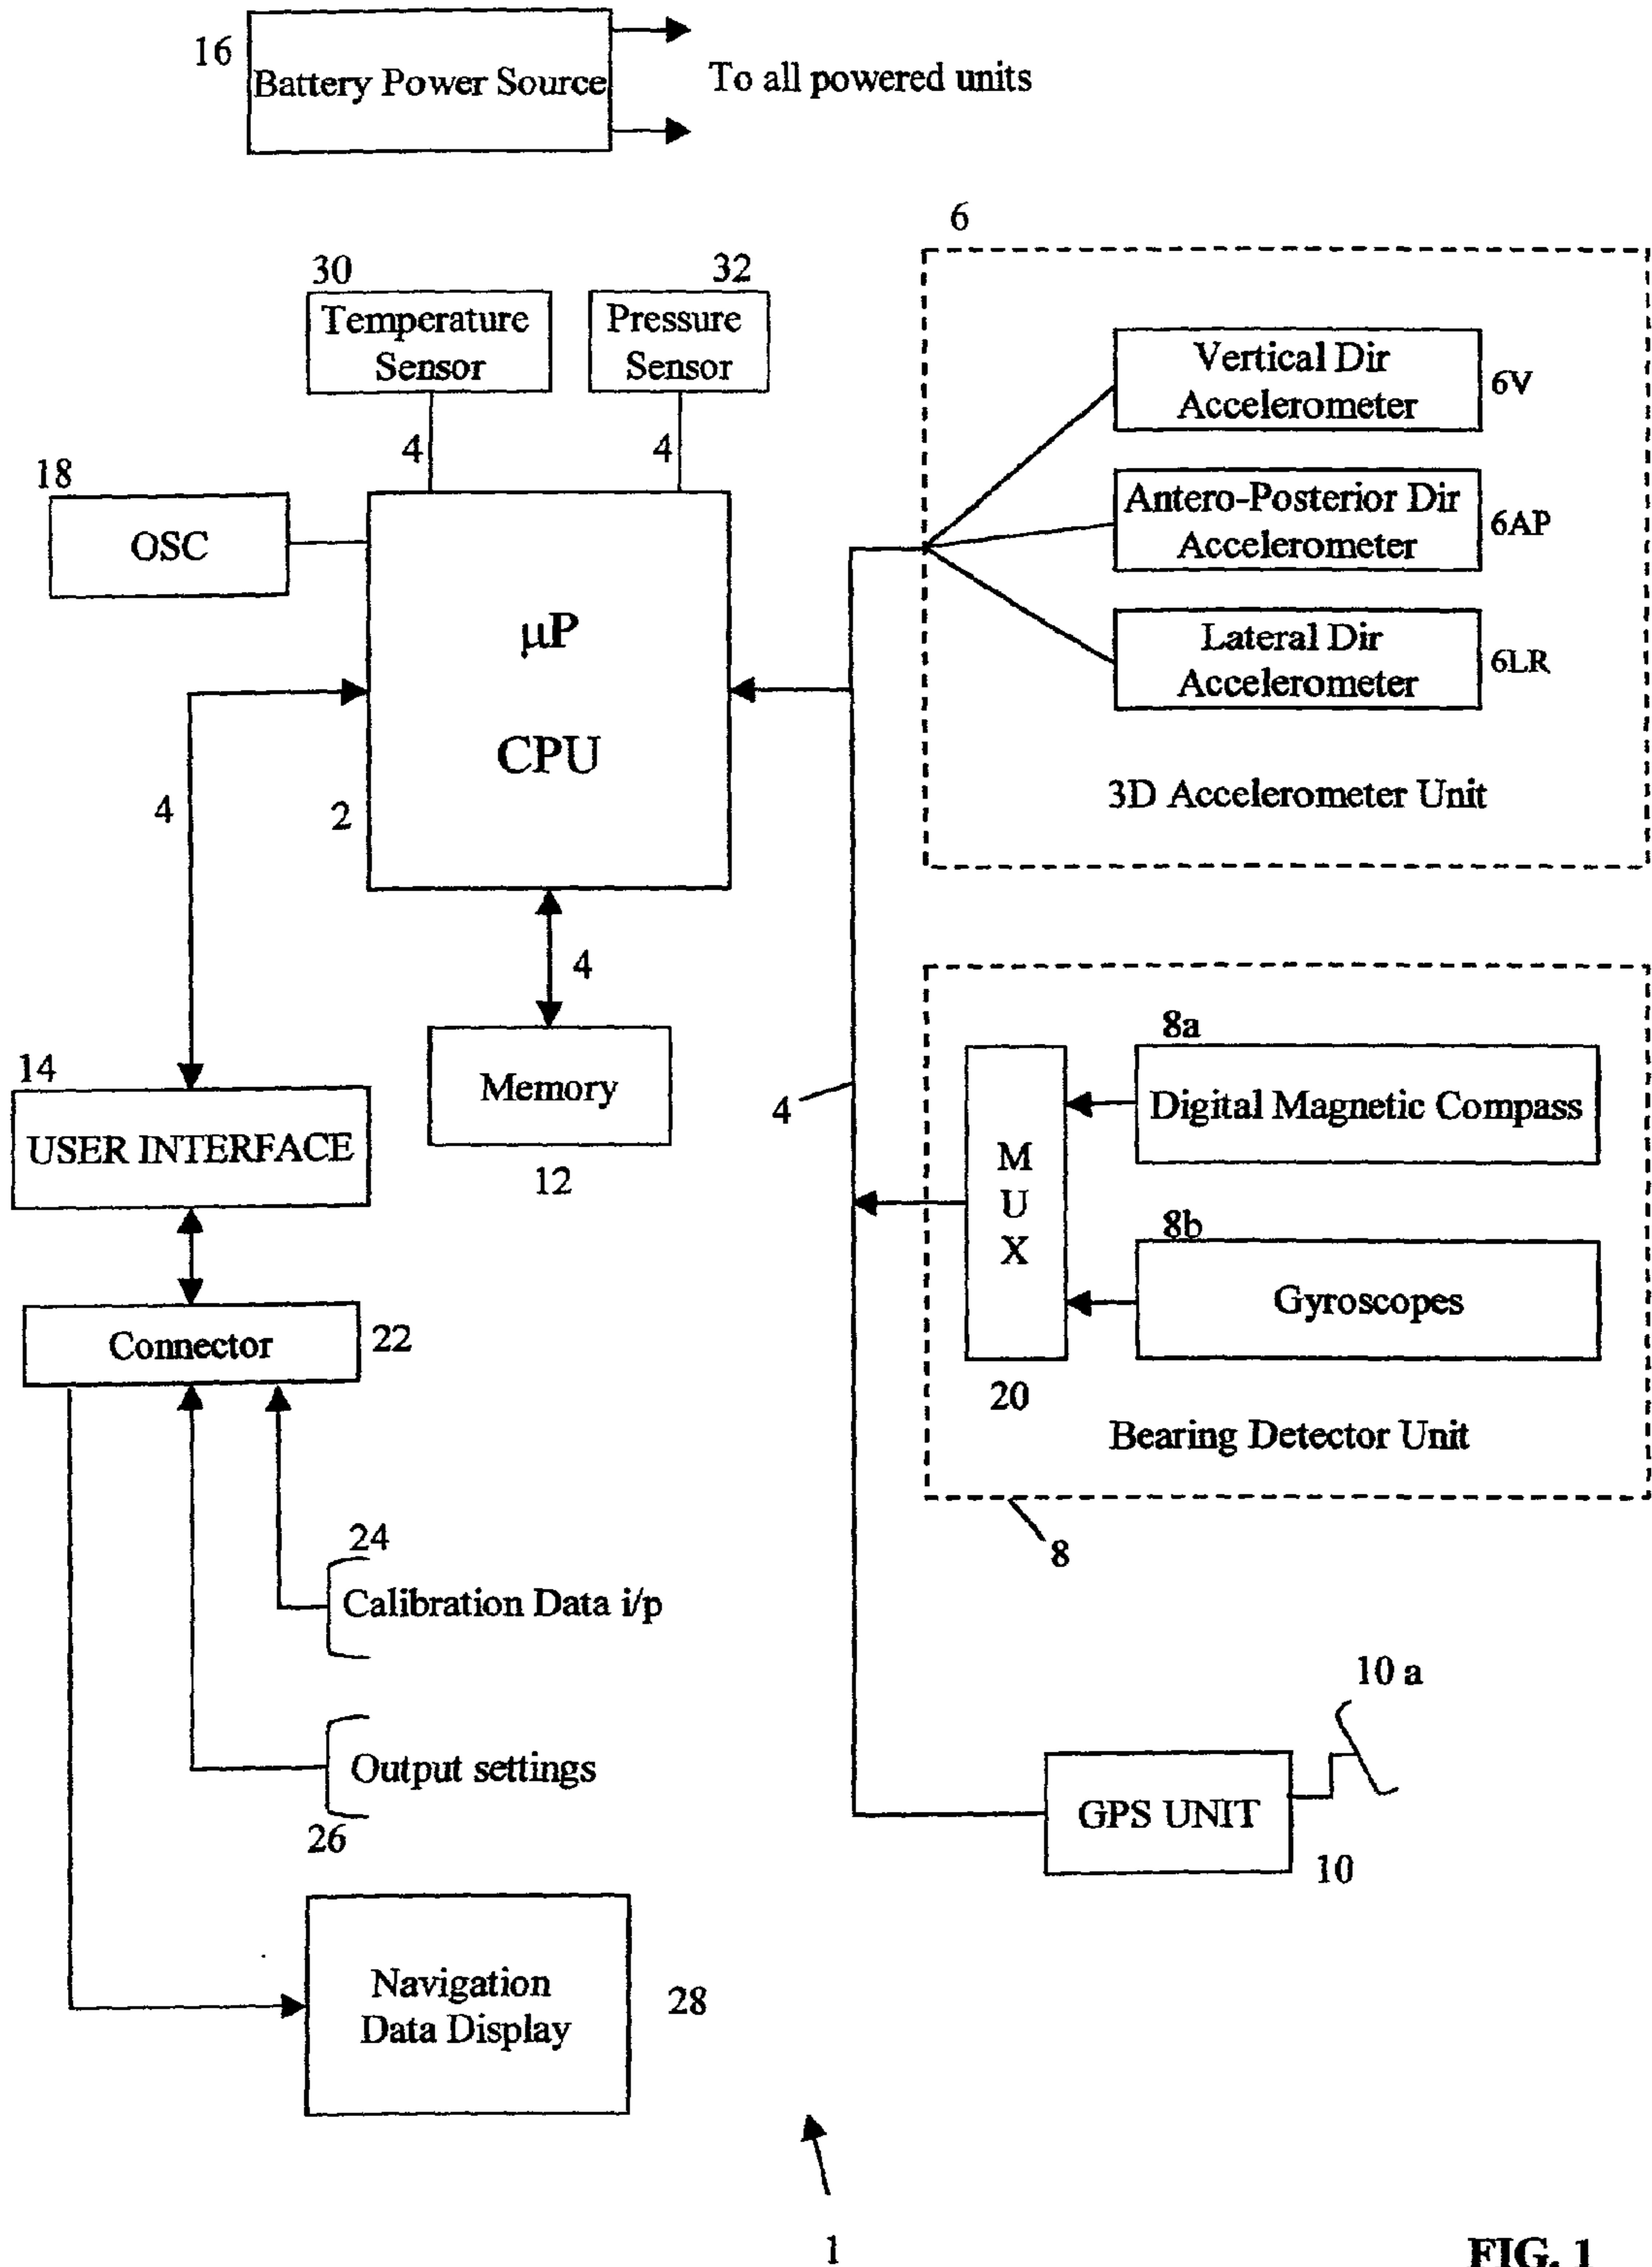 16
Battery Power Source
To all powered units
6
30
Temperature
Sensor
32
Pressure
Sensor
4
4
18
OSC
μP
CPU
2
4
4
Memory
12
14
USER INTERFACE
Connector
22
24
Calibration Data i/p
Output settings
26
Navigation
Data Display
28
Vertical Dir
Accelerometer
6V
Antero-Posterior Dir
Accelerometer
6AP
Lateral Dir
Accelerometer
6LR
3D Accelerometer Unit
4
M
U
X
20
8a
Digital Magnetic Compass
8b
Gyroscopes
Bearing Detector Unit
8
10 a
GPS UNIT
10
1
FIG. 1